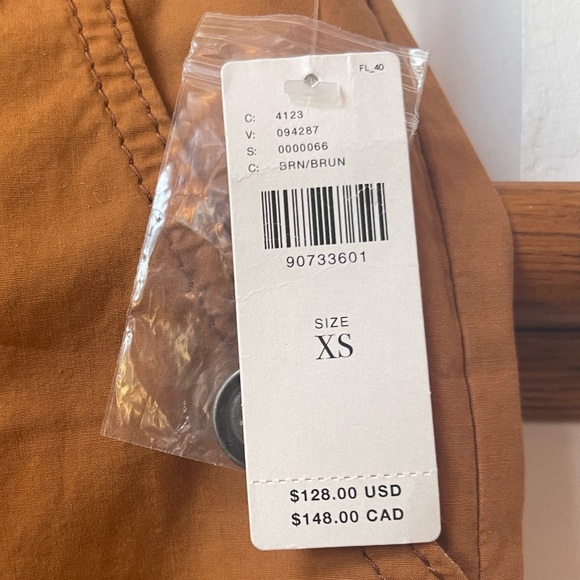 FL_40
C: 4123
V: 094287
S: 0000066
C: BRN/BRUN
90733601
SIZE
XS
$128.00 USD
$148.00 CAD